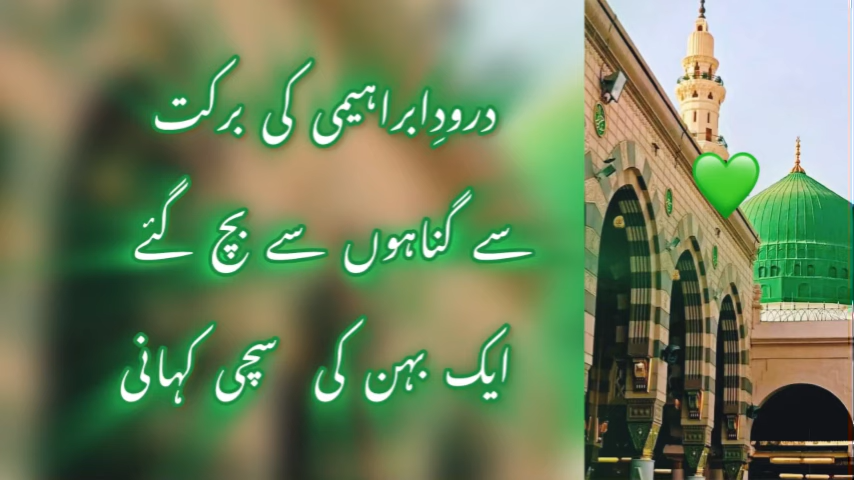 درودِابراہیمی کی برکت
سے گناہوں سے بچ گئے
ایک بہن کی سچی کہانی